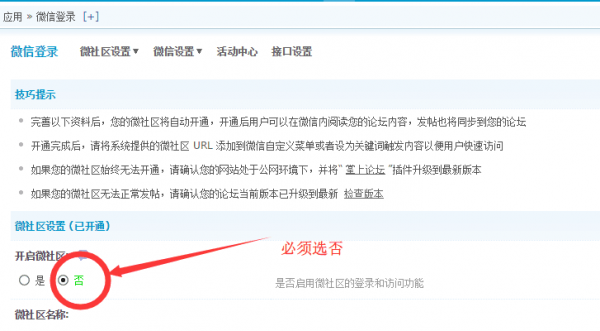 应用 » 微信登录 [+]
微信登录 微社区设置▼ 微信设置▼ 活动中心 接口设置
技巧提示
完善以下资料后，您的微社区将自动开通，开通后用户可以在微信内阅读您的论坛内容，发帖也将同步到您的论坛
开通完成后，请将系统提供的微社区 URL 添加到微信自定义菜单或者设为关键词触发内容以便用户快速访问
如果您的微社区始终无法开通，请确认您的网站处于公网环境下，并将" 掌上论坛 "插件升级到最新版本
如果您的微社区无法正常发帖，请确认您的论坛当前版本已升级到最新 检查版本
微社区设置 (已开通)
必须选否
开启微社区:
是 否 是否启用微社区的登录和访问功能
微社区名称: